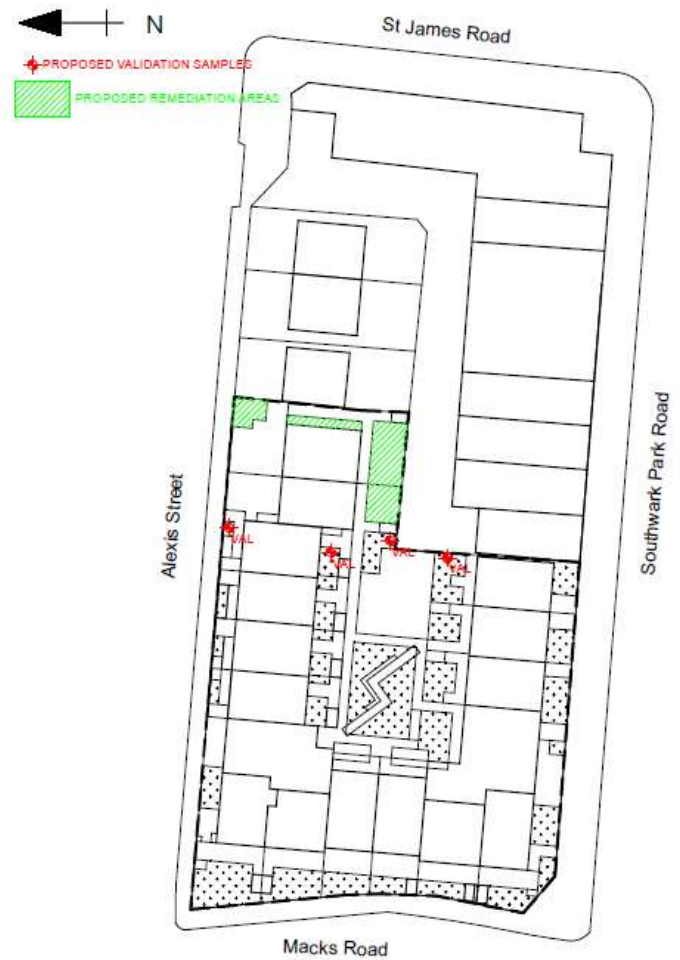 N
St James Road
PROPOSED VALIDATION SAMPLES
PROPOSED REMEDIATION AREAS
Southwark Park Road
Alexis Street
VAL
VAL
VAL
VAL
Macks Road